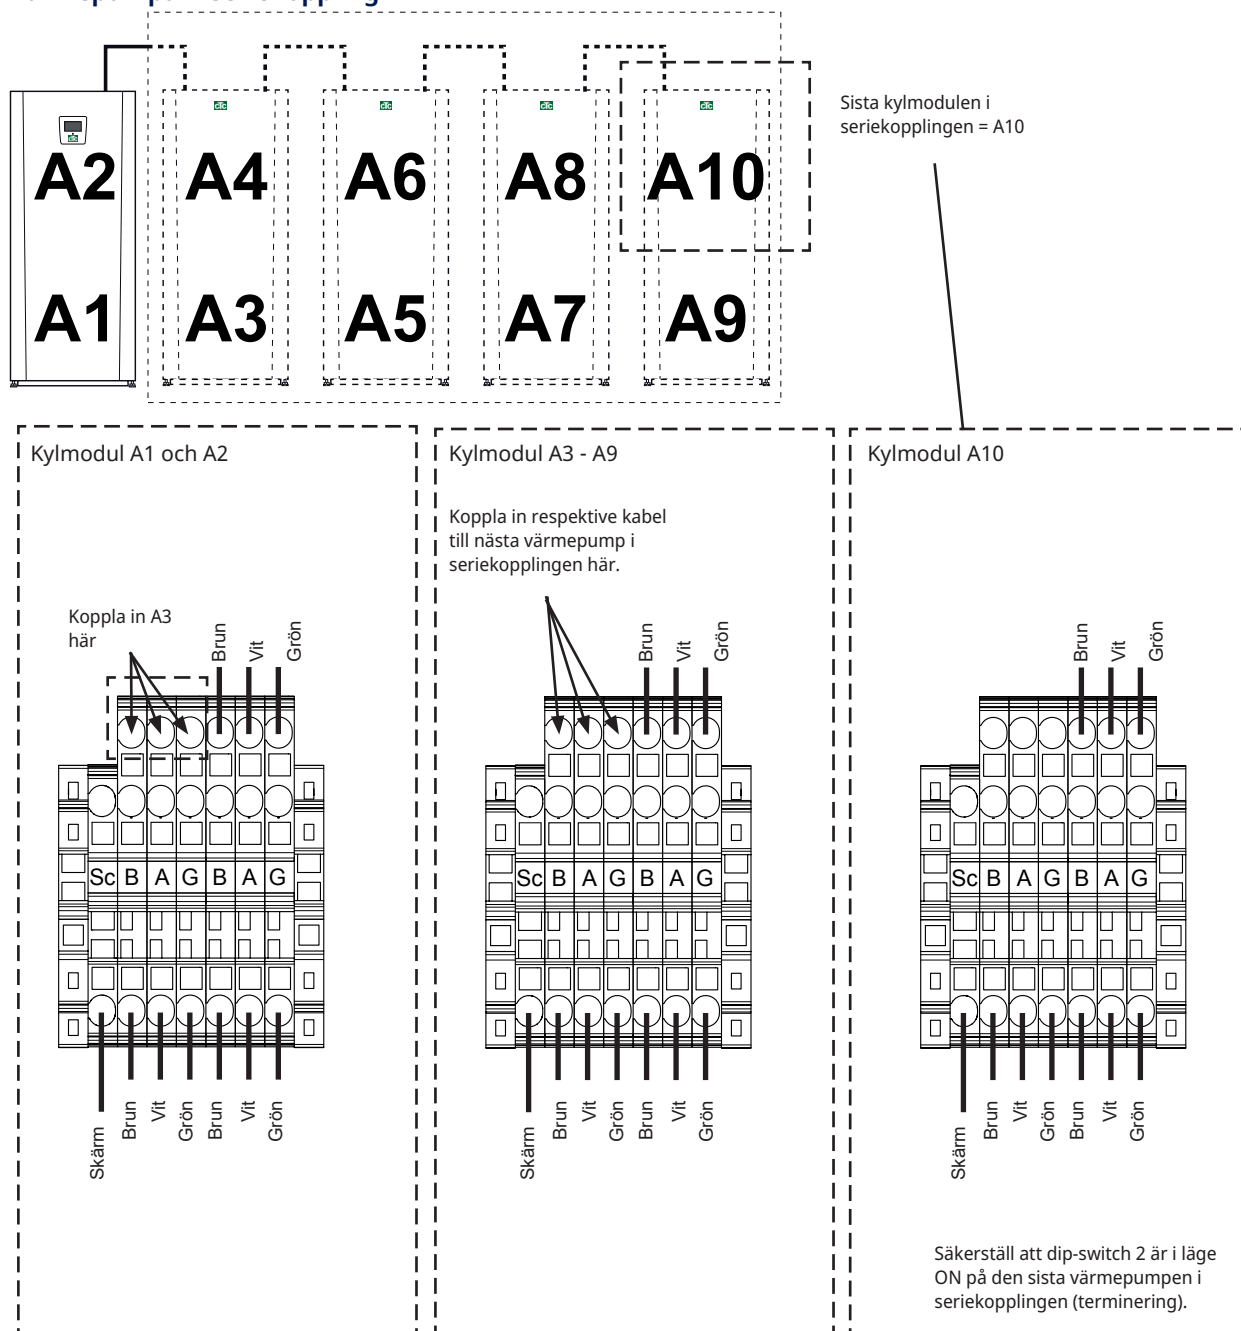 A2 A4 A6 A8 A10
A1 A3 A5 A7 A9
Sista kylmodulen i
seriekopplingen = A10
Kylmodul A1 och A2
Koppla in A3
här
Brun Vit Grön
Sc B A G B A G
Skärm Brun Vit Grön Brun Vit Grön
Kylmodul A3 - A9
Koppla in respektive kabel
till nästa värmepump i
seriekopplingen här.
Brun Vit Grön
Sc B A G B A G
Skärm Brun Vit Grön Brun Vit Grön
Kylmodul A10
Brun Vit Grön
Sc B A G B A G
Skärm Brun Vit Grön Brun Vit Grön
Säkerställ att dip-switch 2 är i läge
ON på den sista värmepumpen i
seriekopplingen (terminering).